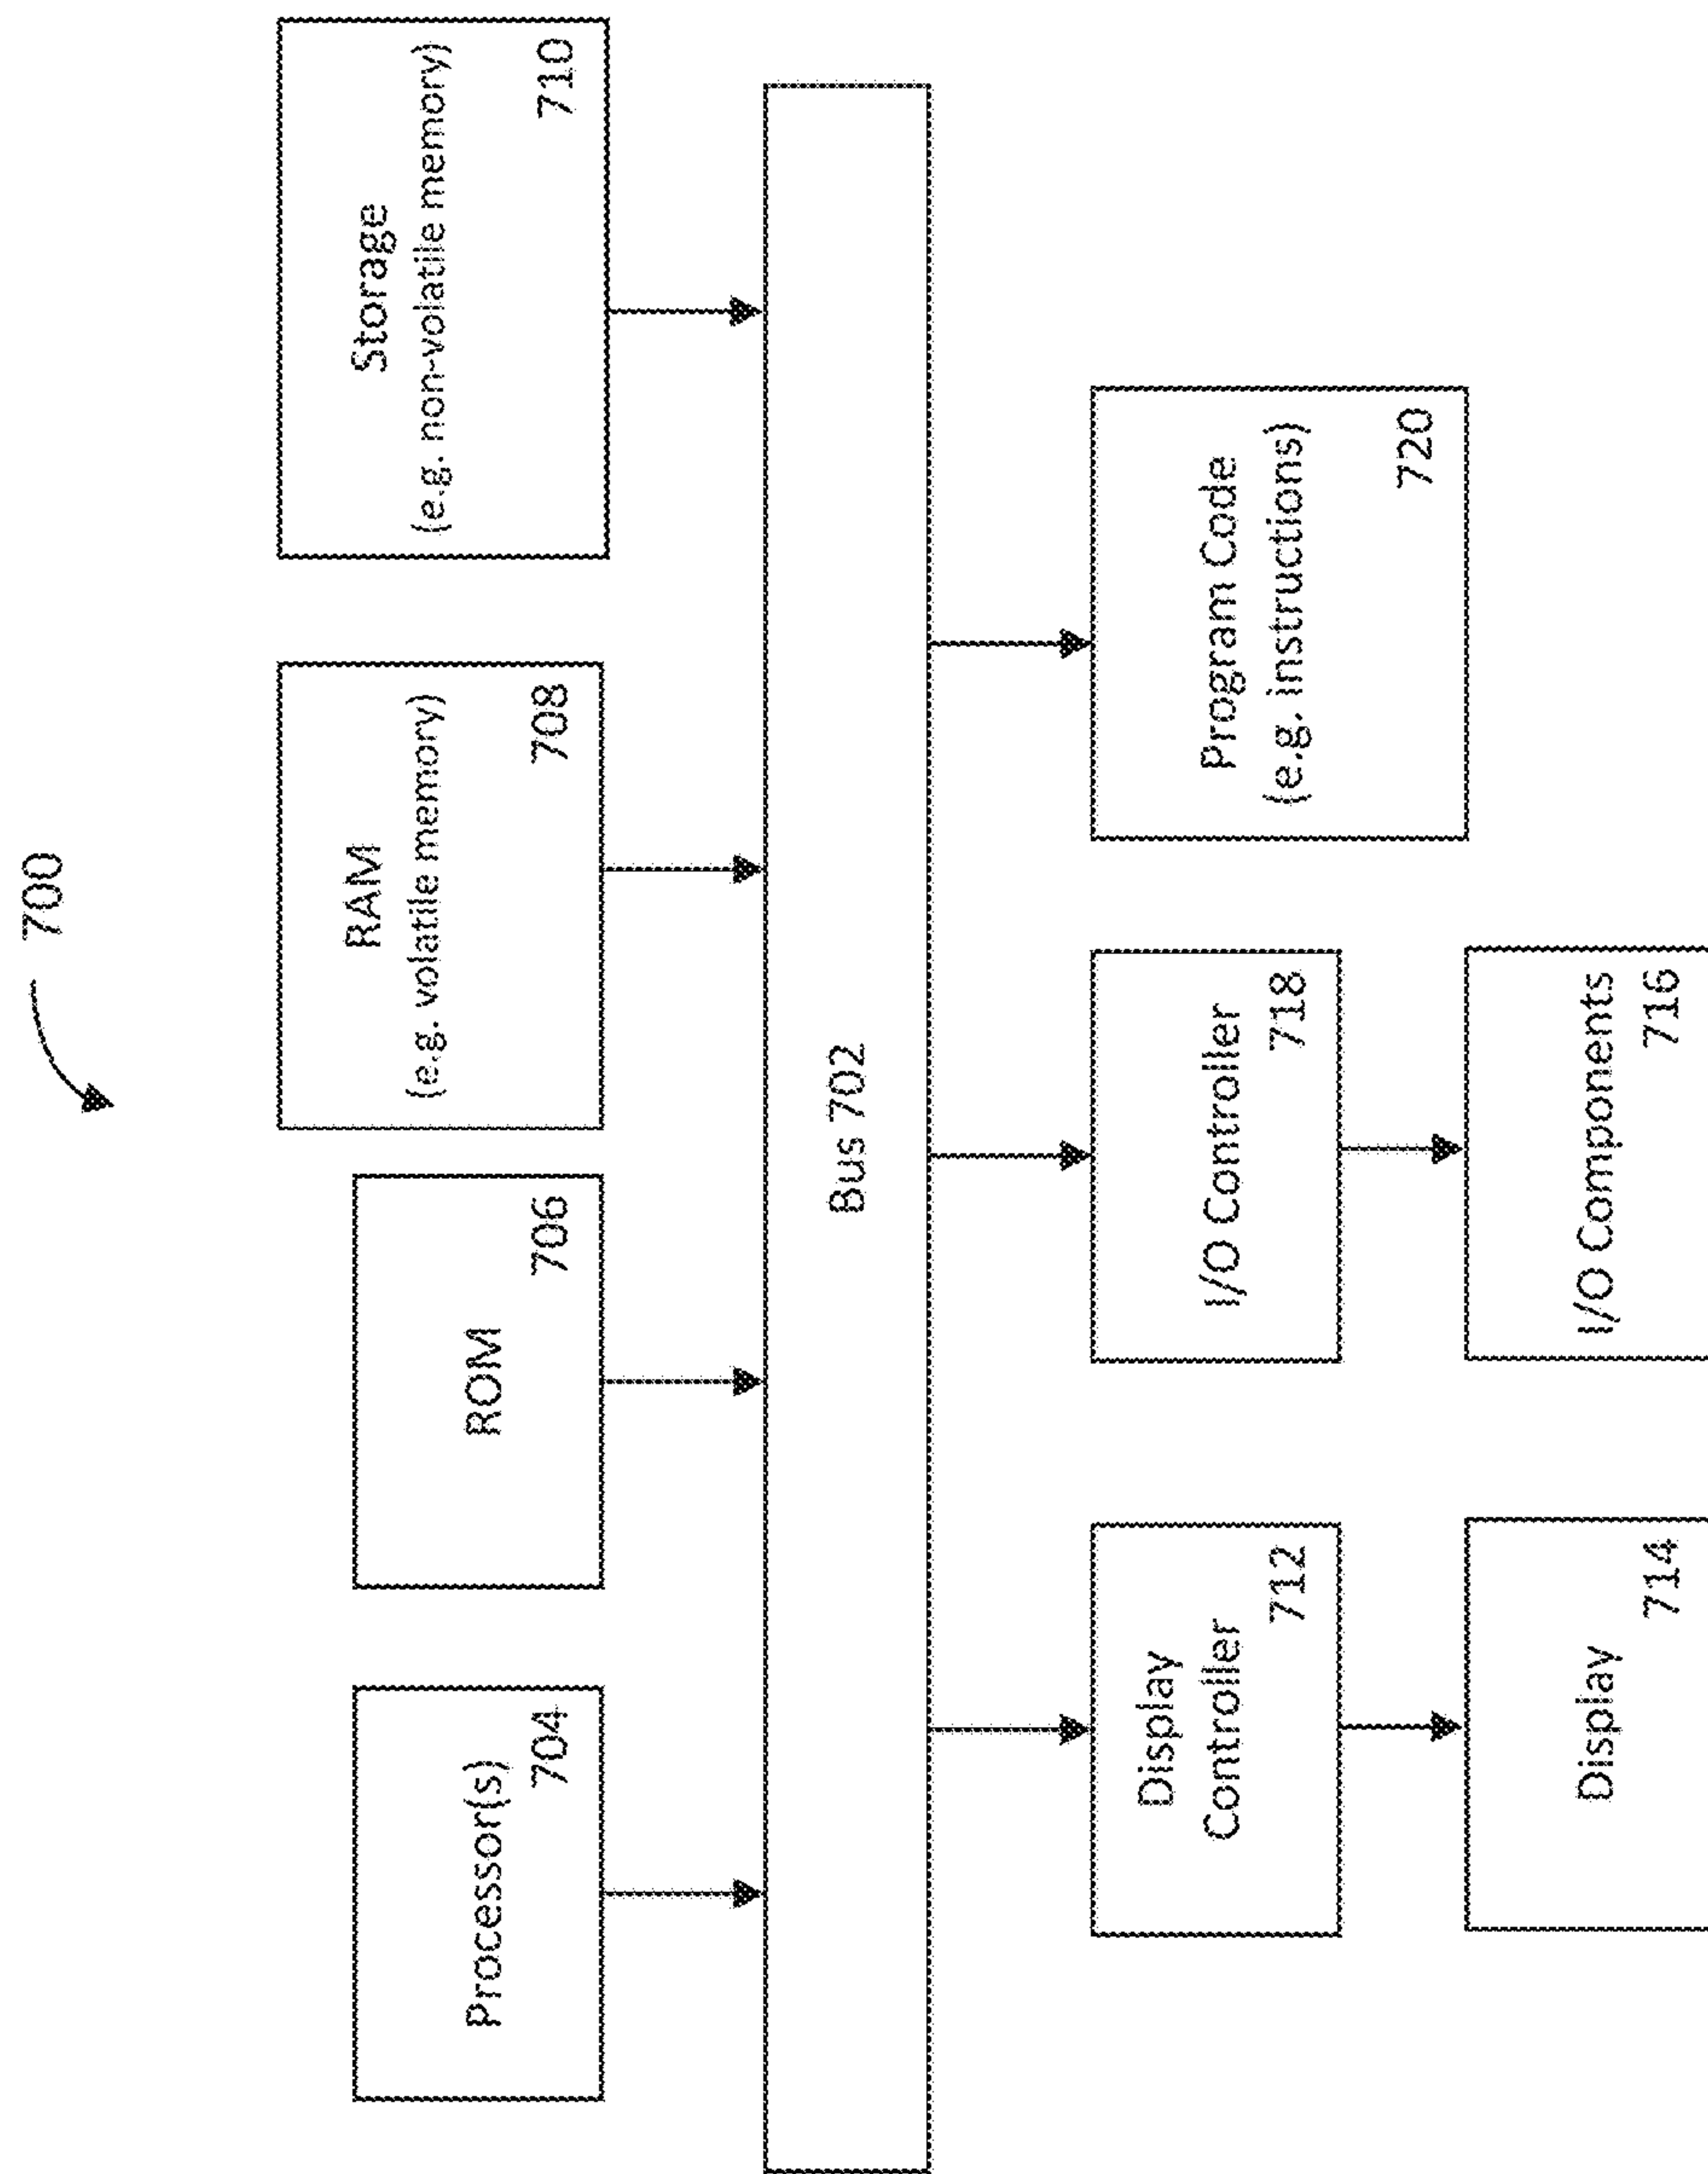 700
Processor(s)
704
ROM
706
RAM
(e.g. volatile memory)
708
Storage
(e.g. non-volatile memory)
710
Bus 702
Display
Controller
712
I/O Controller
718
Program Code
(e.g. instructions)
720
Display
714
I/O Components
716